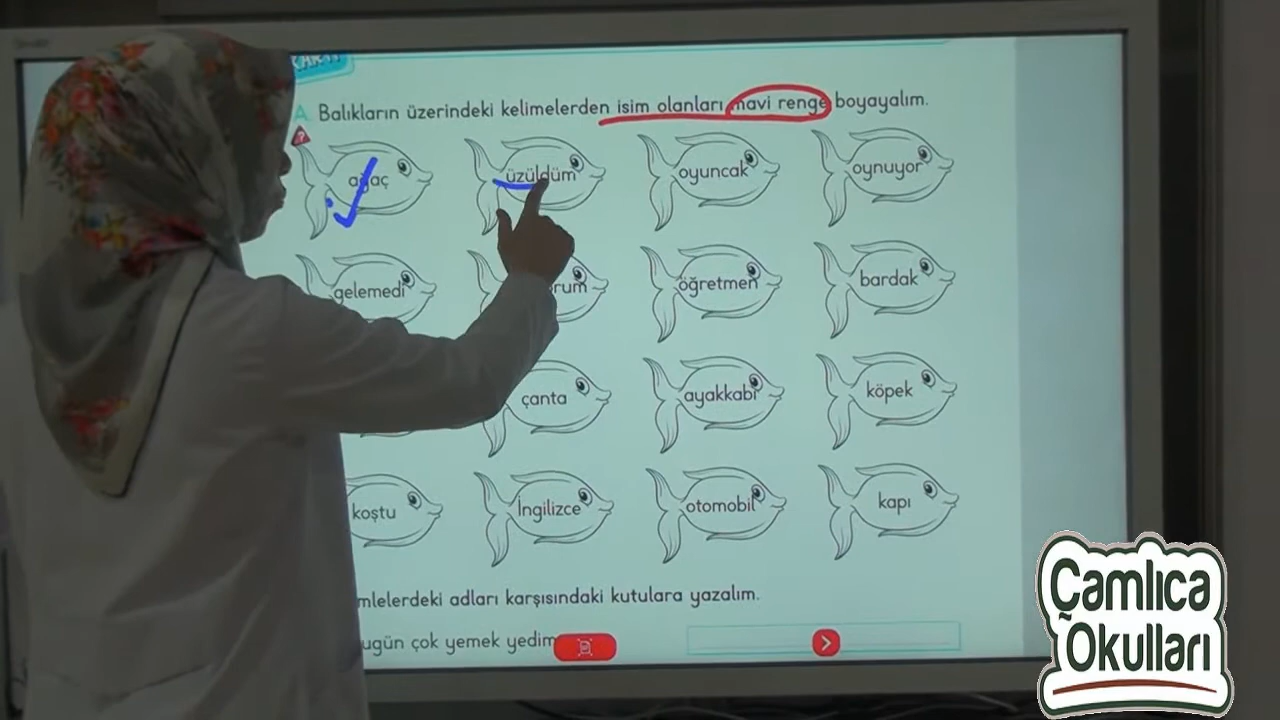 A Balıkların üzerindeki kelimelerden isim olanları mavi renge boyayalım.
ağaç üzüldüm oyuncak oynuyor
gelemedi rum öğretmen bardak
çanta ayakkabı köpek
koştu İngilizce otomobil kapı
mlelerdeki adları karşısındaki kutulara yazalım.
ugün çok yemek yedim
Çamlıca
Okulları